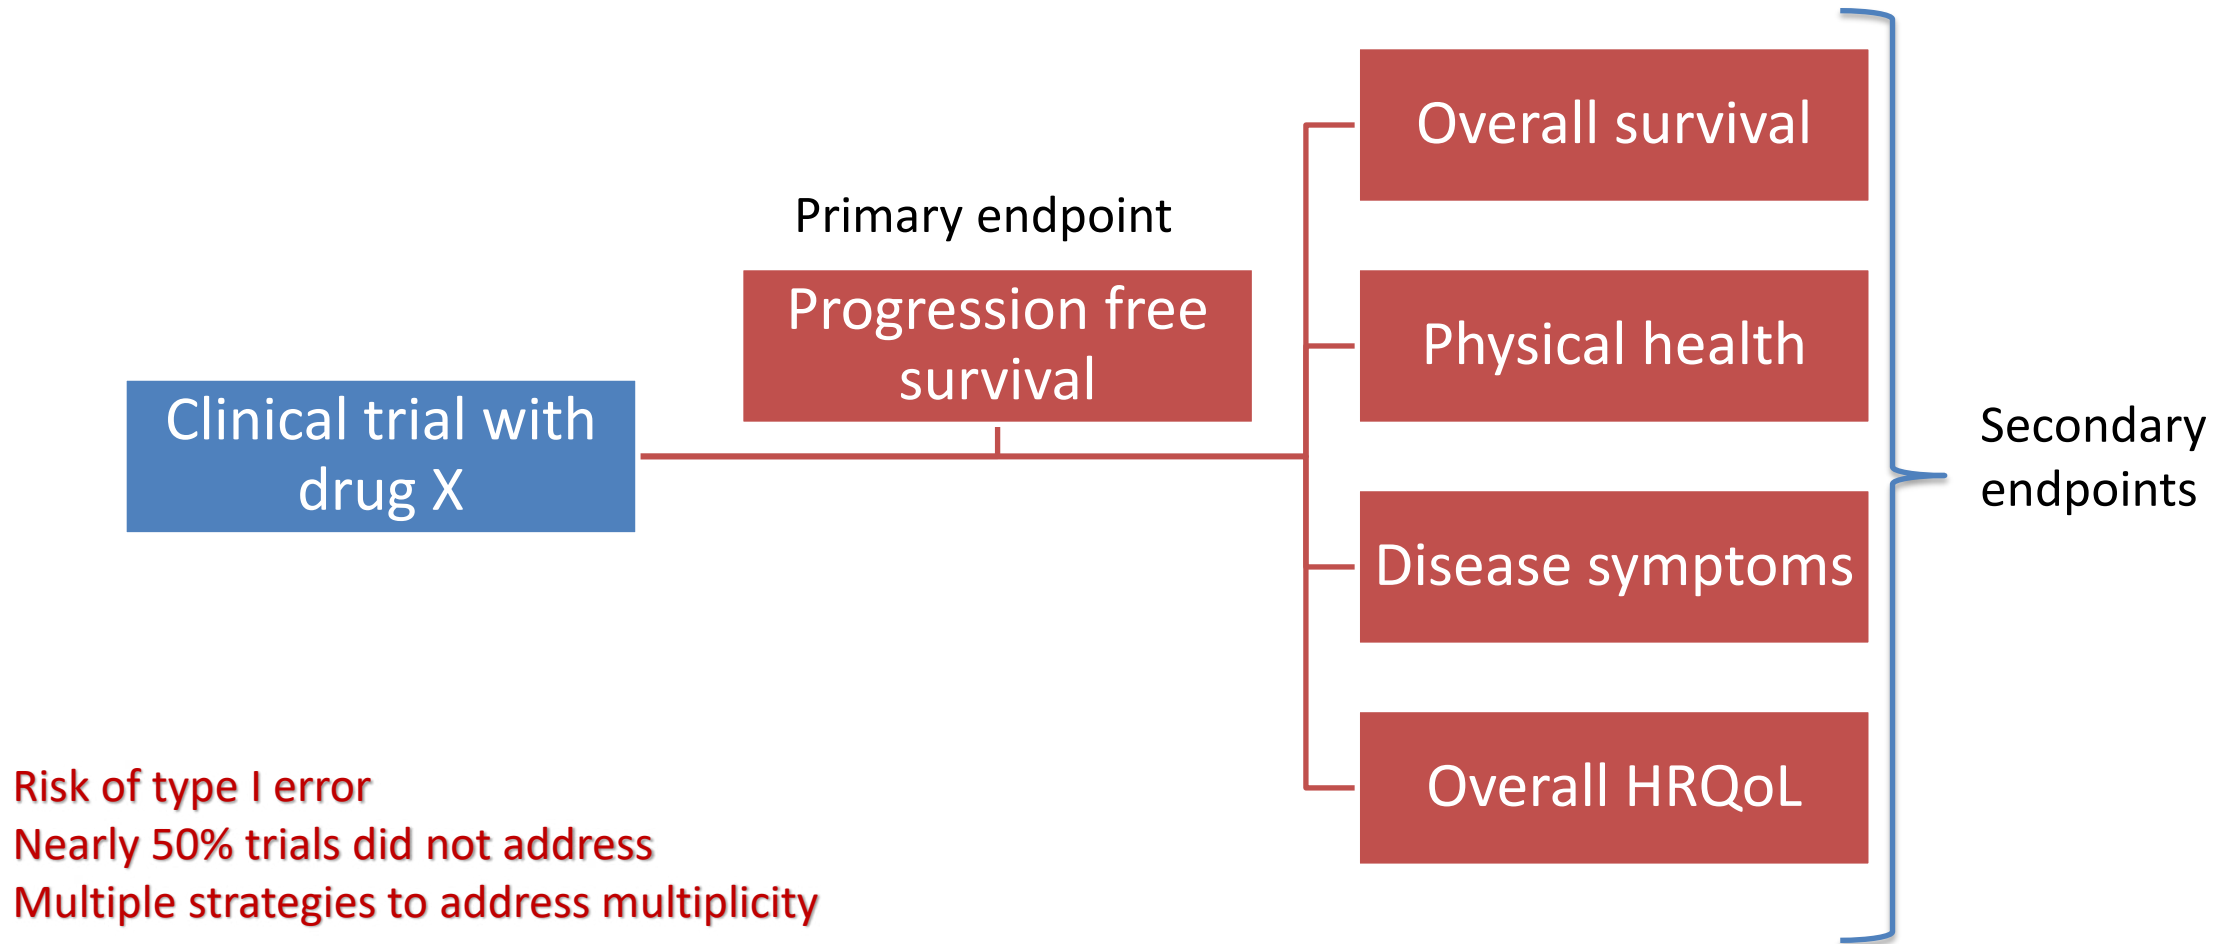 Clinical trial with
drug X
Primary endpoint
Progression free
survival
Overall survival
Physical health
Disease symptoms
Overall HRQoL
Secondary
endpoints
Risk of type I error
Nearly 50% trials did not address
Multiple strategies to address multiplicity